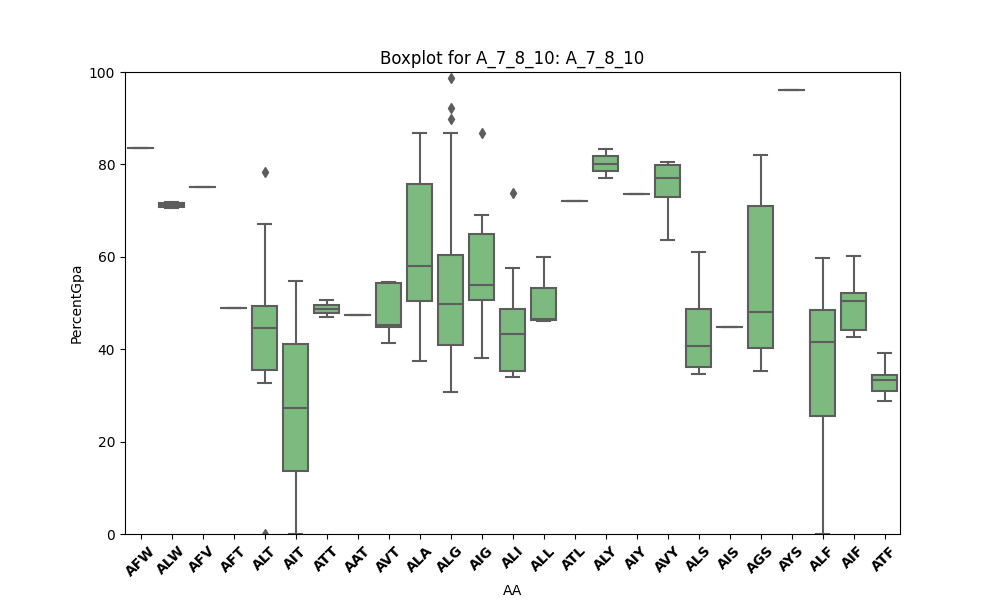 Boxplot for A_7_8_10: A_7_8_10
100
80
60
40
20
0
PercentGpa
AFW ALW AFV AFT ALT AIT ATT AAT AVT ALA ALG AIG ALI ALL ATL ALY AIY AVY ALS AIS AGS AYS ALF AIF ATF
AA